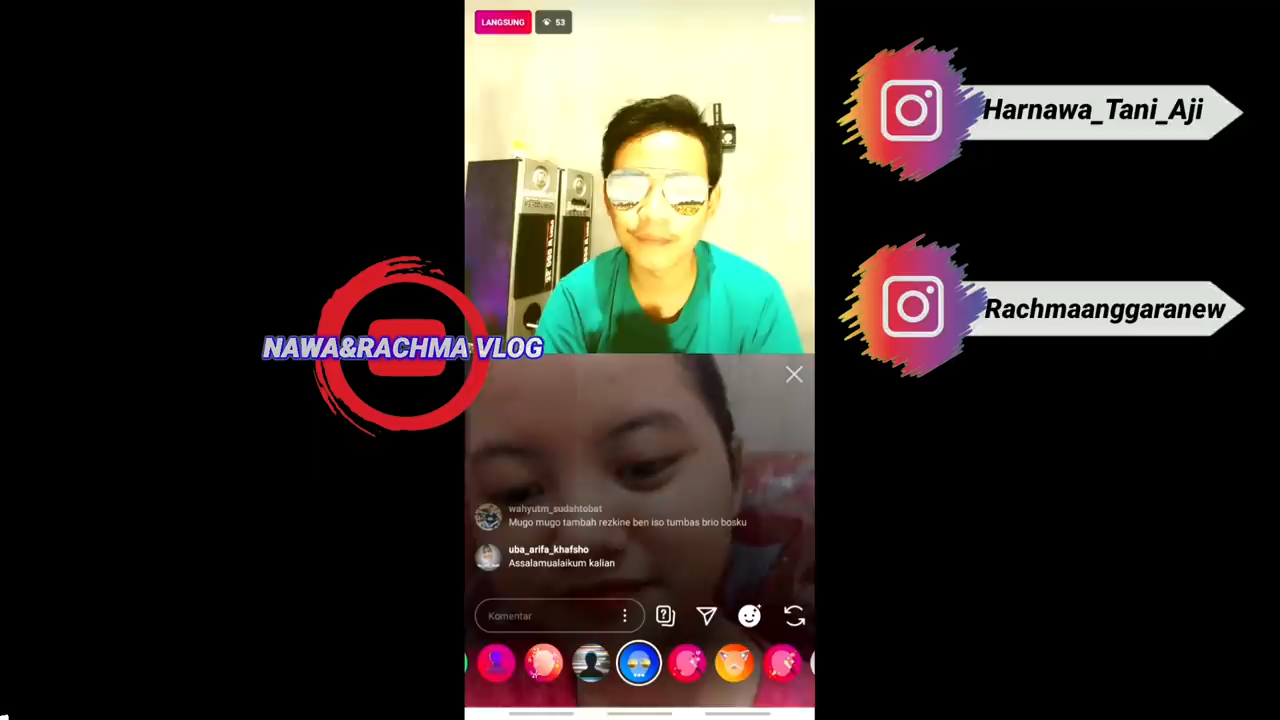 LANGSUNG
53
Harnawa_Tani_Aji
Rachmaanggaranew
NAWA&RACHMA VLOG
wahyutm_sudahtobat
Mugo mugo tambah rezkine ben iso tumbas brio bosku
uba_arifa_khafsho
Assalamualaikum kalian
Komentar